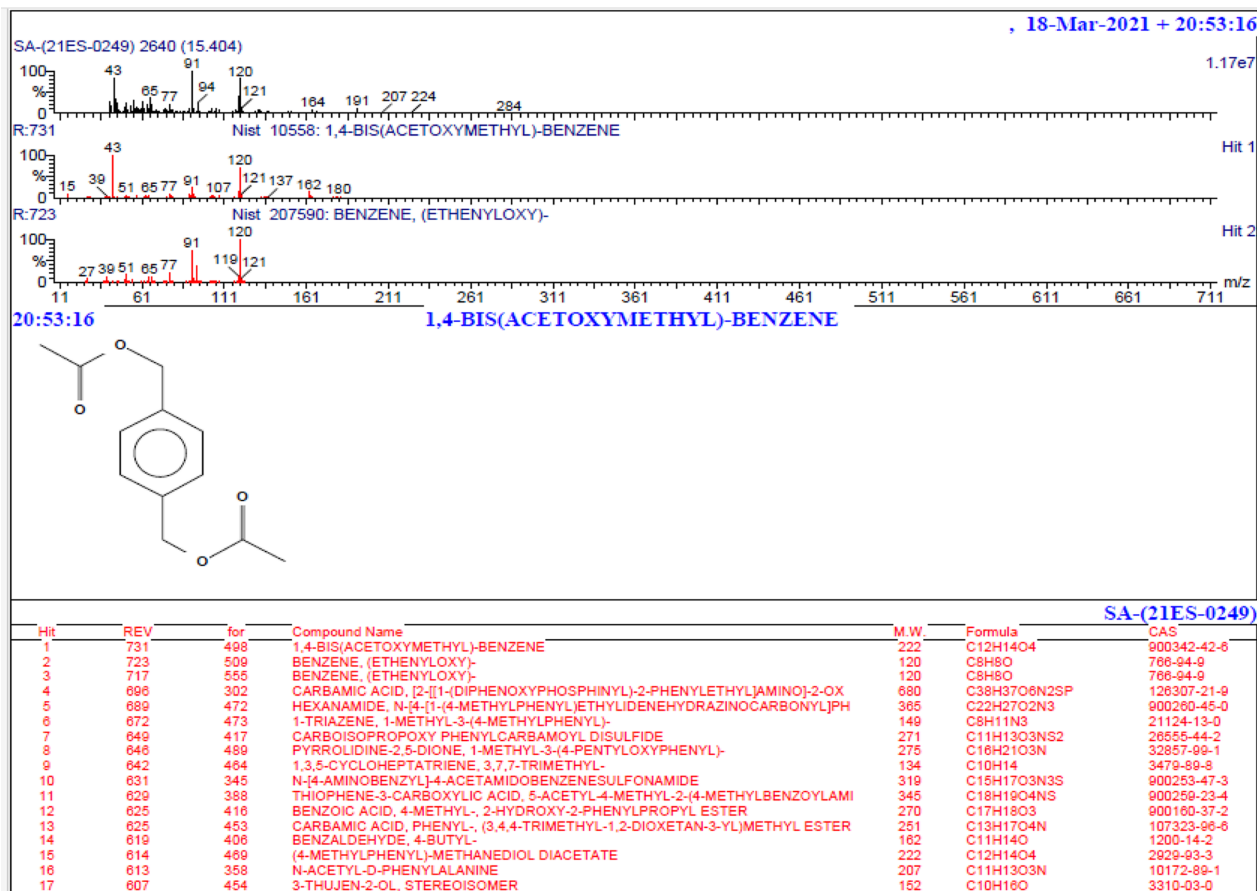 , 18-Mar-2021 + 20:53:16
SA-(21ES-0249) 2640 (15.404)
1.17e7
100
%
0
43
65
77
91
94
120
121
164
191
207
224
284
R:731 Nist 10558: 1,4-BIS(ACETOXYMETHYL)-BENZENE Hit 1
100
%
0
15
39
43
51
65
77
91
107
120
121
137
162
180
R:723 Nist 207590: BENZENE, (ETHENYLOXY)- Hit 2
100
%
0
27
39
51
65
77
91
119
120
121
m/z
11 61 111 161 211 261 311 361 411 461 511 561 611 661 711
20:53:16 1,4-BIS(ACETOXYMETHYL)-BENZENE
O
O
O
O
SA-(21ES-0249)
Hit REV for Compound Name M.W. Formula CAS
1 731 498 1,4-BIS(ACETOXYMETHYL)-BENZENE 222 C12H14O4 900342-42-6
2 723 509 BENZENE, (ETHENYLOXY)- 120 C8H8O 766-94-9
3 717 555 BENZENE, (ETHENYLOXY)- 120 C8H8O 766-94-9
4 696 302 CARBAMIC ACID, [2-[[1-(DIPHENOXYPHOSPHINYL)-2-PHENYLETHYL]AMINO]-2-OX 680 C38H37O6N2SP 126307-21-9
5 689 472 HEXANAMIDE, N-[4-[1-(4-METHYLPHENYL)ETHYLIDENEHYDRAZINOCARBONYL]PH 365 C22H27O2N3 900260-45-0
6 672 473 1-TRIAZENE, 1-METHYL-3-(4-METHYLPHENYL)- 149 C8H11N3 21124-13-0
7 649 417 CARBOISOPROPOXY PHENYLCARBAMOYL DISULFIDE 271 C11H13O3NS2 26555-44-2
8 646 489 PYRROLIDINE-2,5-DIONE, 1-METHYL-3-(4-PENTYLOXYPHENYL)- 275 C16H21O3N 32857-99-1
9 642 464 1,3,5-CYCLOHEPTATRIENE, 3,7,7-TRIMETHYL- 134 C10H14 3479-89-8
10 631 345 N-[4-AMINOBENZYL]-4-ACETAMIDOBENZENESULFONAMIDE 319 C15H17O3N3S 900253-47-3
11 629 388 THIOPHENE-3-CARBOXYLIC ACID, 5-ACETYL-4-METHYL-2-(4-METHYLBENZOYLAMI 345 C18H19O4NS 900259-23-4
12 625 416 BENZOIC ACID, 4-METHYL-, 2-HYDROXY-2-PHENYLPROPYL ESTER 270 C17H18O3 900160-37-2
13 625 453 CARBAMIC ACID, PHENYL-, (3,4,4-TRIMETHYL-1,2-DIOXETAN-3-YL)METHYL ESTER 251 C13H17O4N 107323-96-6
14 619 406 BENZALDEHYDE, 4-BUTYL- 162 C11H14O 1200-14-2
15 614 469 (4-METHYLPHENYL)-METHANEDIOL DIACETATE 222 C12H14O4 2929-93-3
16 613 358 N-ACETYL-D-PHENYLALANINE 207 C11H13O3N 10172-89-1
17 607 454 3-THUJEN-2-OL, STEREOISOMER 152 C10H16O 3310-03-0